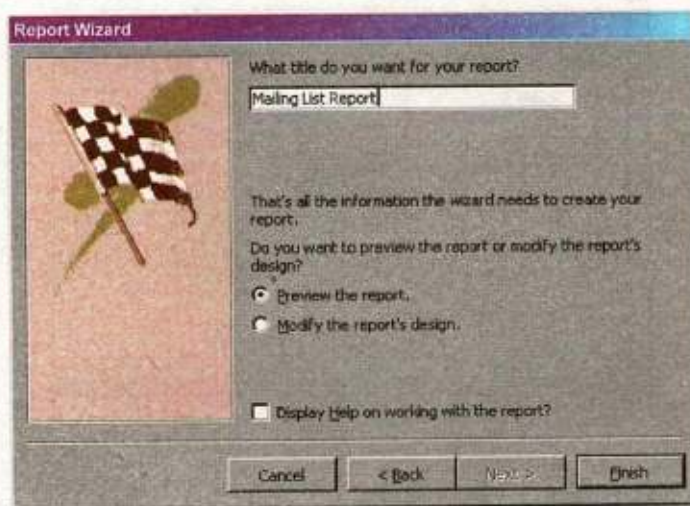 Report Wizard
What title do you want for your report?
Mailing List Report
That's all the information the wizard needs to create your
report.
Do you want to preview the report or modify the report's
design?
Preview the report.
Modify the report's design.
Display Help on working with the report?
Cancel
< Back
Next >
Finish